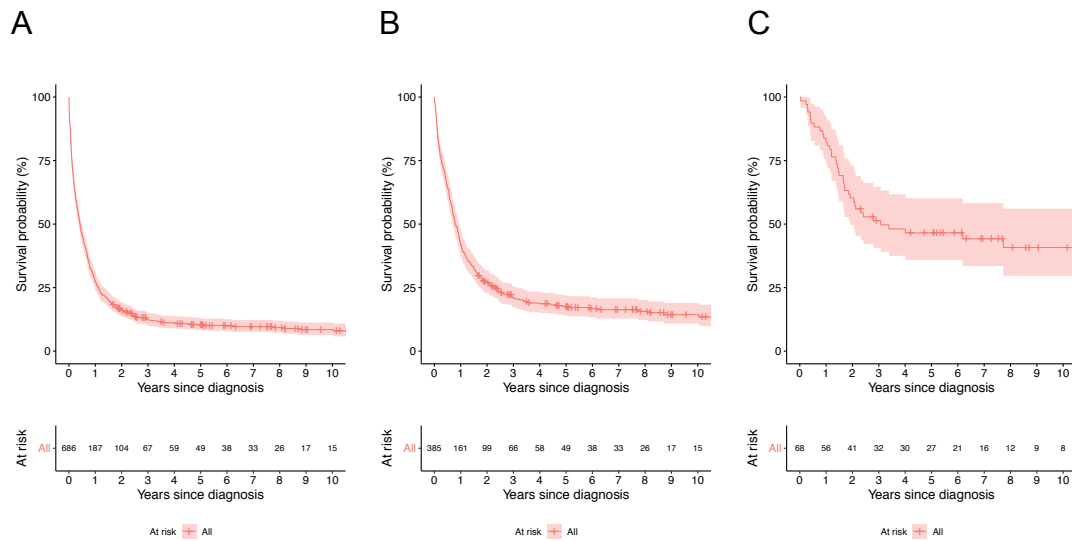 A
Survival probability (%)
100
75
50
25
0
0 1 2 3 4 5 6 7 8 9 10
Years since diagnosis
At risk
All
686 187 104 67 59 49 38 33 26 17 15
0 1 2 3 4 5 6 7 8 9 10
Years since diagnosis
At risk All
B
Survival probability (%)
100
75
50
25
0
0 1 2 3 4 5 6 7 8 9 10
Years since diagnosis
At risk
All
385 161 99 66 58 49 38 33 26 17 15
0 1 2 3 4 5 6 7 8 9 10
Years since diagnosis
At risk All
C
Survival probability (%)
100
75
50
25
0
0 1 2 3 4 5 6 7 8 9 10
Years since diagnosis
At risk
All
68 56 41 32 30 27 21 16 12 9 8
0 1 2 3 4 5 6 7 8 9 10
Years since diagnosis
At risk All